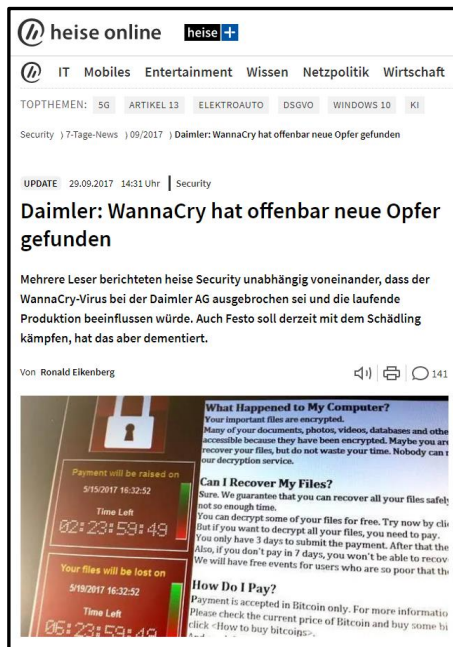 heise online heise +
IT Mobiles Entertainment Wissen Netzpolitik Wirtschaft
TOPTHEMEN: 5G ARTIKEL 13 ELEKTROAUTO DSGVO WINDOWS 10 KI
Security ⟩ 7-Tage-News ⟩ 09/2017 ⟩ Daimler: WannaCry hat offenbar neue Opfer gefunden
UPDATE 29.09.2017 14:31 Uhr | Security
Daimler: WannaCry hat offenbar neue Opfer
gefunden
Mehrere Leser berichteten heise Security unabhängig voneinander, dass der
WannaCry-Virus bei der Daimler AG ausgebrochen sei und die laufende
Produktion beeinflussen würde. Auch Festo soll derzeit mit dem Schädling
kämpfen, hat das aber dementiert.
Von Ronald Eikenberg 141
What Happened to My Computer?
Your important files are encrypted.
Many of your documents, photos, videos, databases and othe
accessible because they have been encrypted. Maybe you are
recover your files, but do not waste your time. Nobody can r
our decryption service.
Can I Recover My Files?
Sure. We guarantee that you can recover all your files safely
not so enough time.
You can decrypt some of your files for free. Try now by clic
But if you want to decrypt all your files, you need to pay.
You only have 3 days to submit the payment. After that the
Also, if you don't pay in 7 days, you won't be able to recov
We will have free events for users who are so poor that th
How Do I Pay?
Payment is accepted in Bitcoin only. For more informatio
Please check the current price of Bitcoin and buy some bi
click <How to buy bitcoins>.
Payment will be raised on
5/15/2017 16:32:52
Time Left
02:23:59:49
Your files will be lost on
5/19/2017 16:32:52
Time Left
06:23:59:49